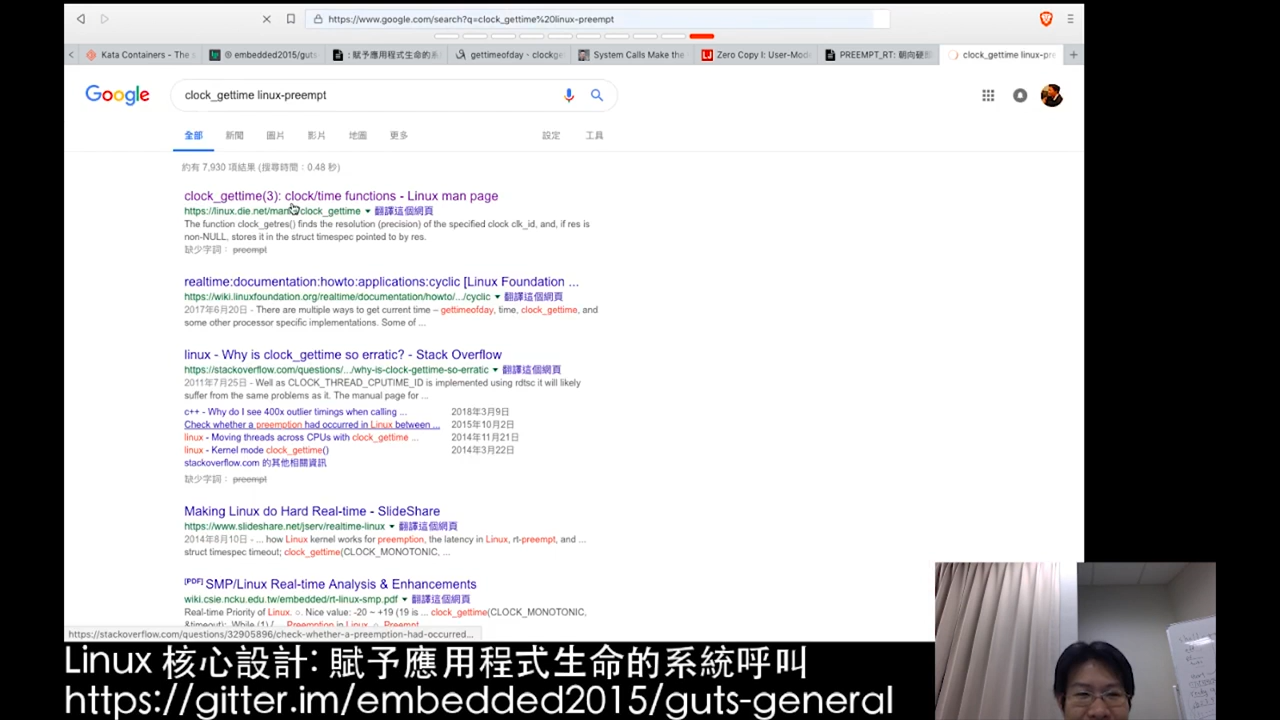 https://www.google.com/search?q=clock_gettime%20linux-preempt
Kata Containers - The s
@ embedded2015/guts
: 賦予應用程式生命的系
gettimeofday、clockge
System Calls Make the
Zero Copy I: User-Mode
PREEMPT_RT: 朝向硬即
clock_gettime linux-pre
Google
clock_gettime linux-preempt
全部 新聞 圖片 影片 地圖 更多 設定 工具
約有 7,930 項結果 (搜尋時間：0.48 秒)
clock_gettime(3): clock/time functions - Linux man page
https://linux.die.net/man/ clock_gettime ▼ 翻譯這個網頁
The function clock_getres() finds the resolution (precision) of the specified clock clk_id, and, if res is
non-NULL, stores it in the struct timespec pointed to by res.
缺少字詞： preempt
realtime:documentation:howto:applications:cyclic [Linux Foundation ...
https://wiki.linuxfoundation.org/realtime/documentation/howto/.../cyclic ▼ 翻譯這個網頁
2017年6月20日 - There are multiple ways to get current time – gettimeofday, time, clock_gettime, and
some other processor specific implementations. Some of ...
linux - Why is clock_gettime so erratic? - Stack Overflow
https://stackoverflow.com/questions/.../why-is-clock-gettime-so-erratic ▼ 翻譯這個網頁
2011年7月25日 - Well as CLOCK_THREAD_CPUTIME_ID is implemented using rdtsc it will likely
suffer from the same problems as it. The manual page for ...
c++ - Why do I see 400x outlier timings when calling ... 2018年3月9日
Check whether a preemption had occurred in Linux between ... 2015年10月2日
linux - Moving threads across CPUs with clock_gettime ... 2014年11月21日
linux - Kernel mode clock_gettime() 2014年3月22日
stackoverflow.com 的其他相關資訊
缺少字詞： preempt
Making Linux do Hard Real-time - SlideShare
https://www.slideshare.net/jserv/realtime-linux ▼ 翻譯這個網頁
2014年8月10日 - ... how Linux kernel works for preemption, the latency in Linux, rt-preempt, and ...
struct timespec timeout; clock_gettime(CLOCK_MONOTONIC, ...
[PDF] SMP/Linux Real-time Analysis & Enhancements
wiki.csie.ncku.edu.tw/embedded/rt-linux-smp.pdf ▼ 翻譯這個網頁
Real-time Priority of Linux. ○. Nice value: -20 ~ +19 (19 is ... clock_gettime(CLOCK_MONOTONIC,
&timeout); While (1) / ... Preemption in Linux. ○. Preempt
https://stackoverflow.com/questions/32905896/check-whether-a-preemption-had-occurred...
Linux 核心設計: 賦予應用程式生命的系統呼叫
https://gitter.im/embedded2015/guts-general